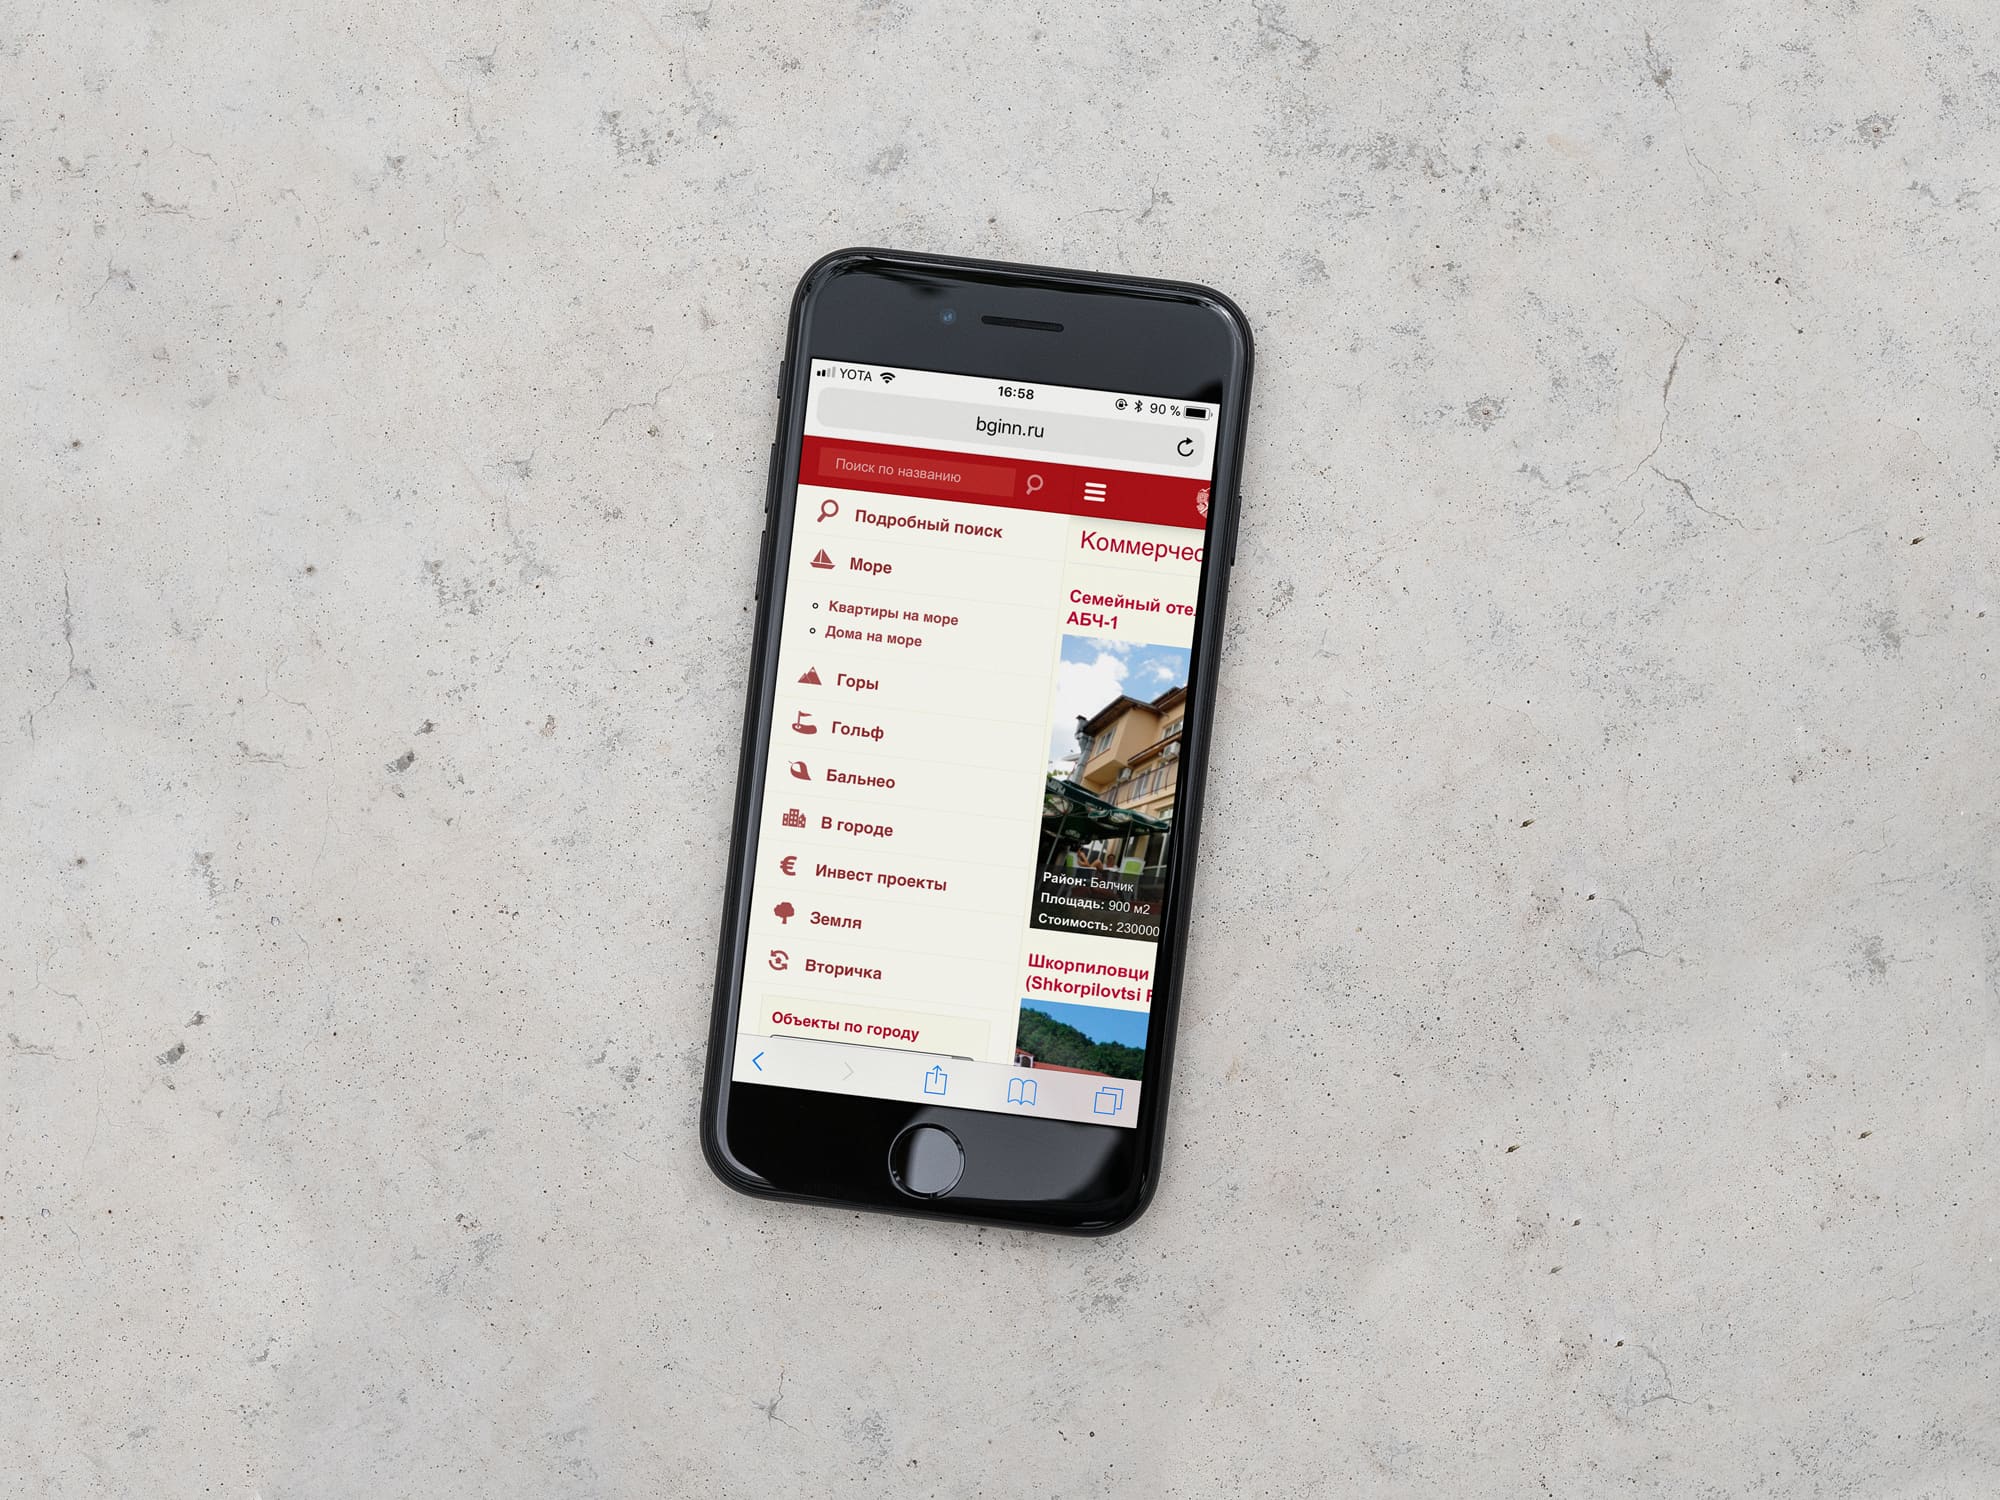 YOTA
16:58
90 %
bginn.ru
Поиск по названию
Подробный поиск
Море
Квартиры на море
Дома на море
Горы
Гольф
Бальнео
В городе
€ Инвест проекты
Земля
Вторичка
Объекты по городу
Коммерчес
Семейный оте
АБЧ-1
Район: Балчик
Площадь: 900 м2
Стоимость: 230000
Шкорпиловци
(Shkorpilovtsi